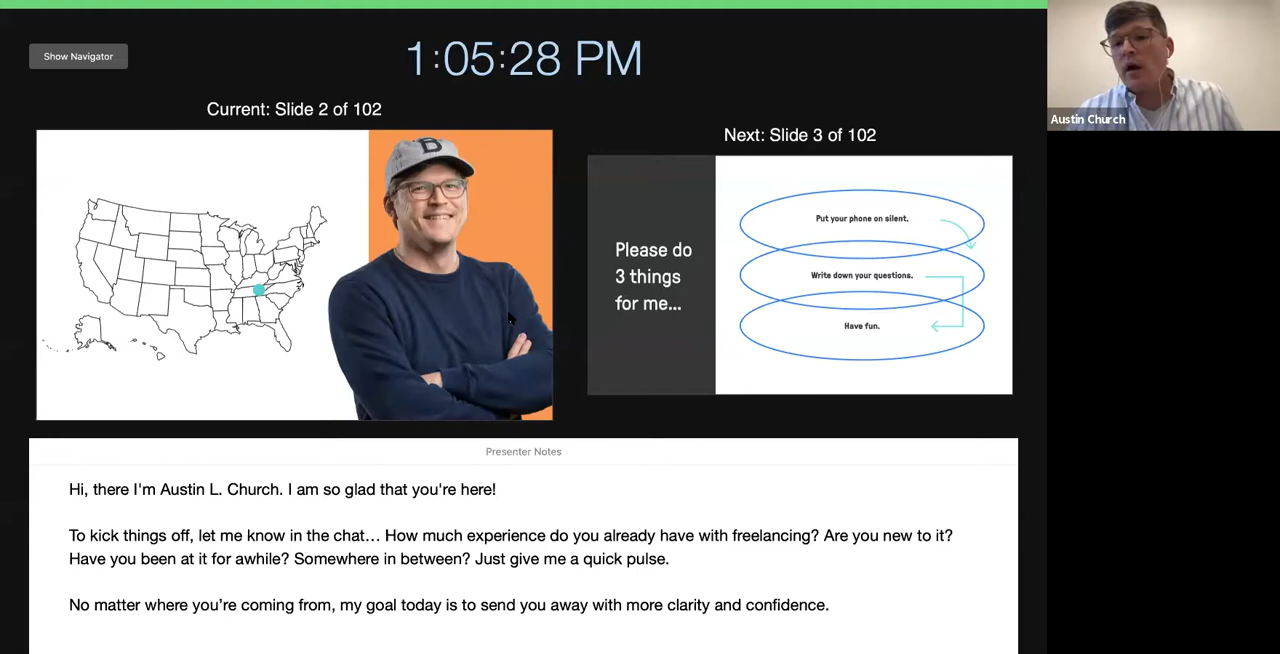 Show Navigator
1:05:28 PM
Current: Slide 2 of 102
B
Next: Slide 3 of 102
Please do
3 things
for me...
Put your phone on silent.
Write down your questions.
Have fun.
Austin Church
Presenter Notes
Hi, there I'm Austin L. Church. I am so glad that you're here!
To kick things off, let me know in the chat… How much experience do you already have with freelancing? Are you new to it?
Have you been at it for awhile? Somewhere in between? Just give me a quick pulse.
No matter where you’re coming from, my goal today is to send you away with more clarity and confidence.